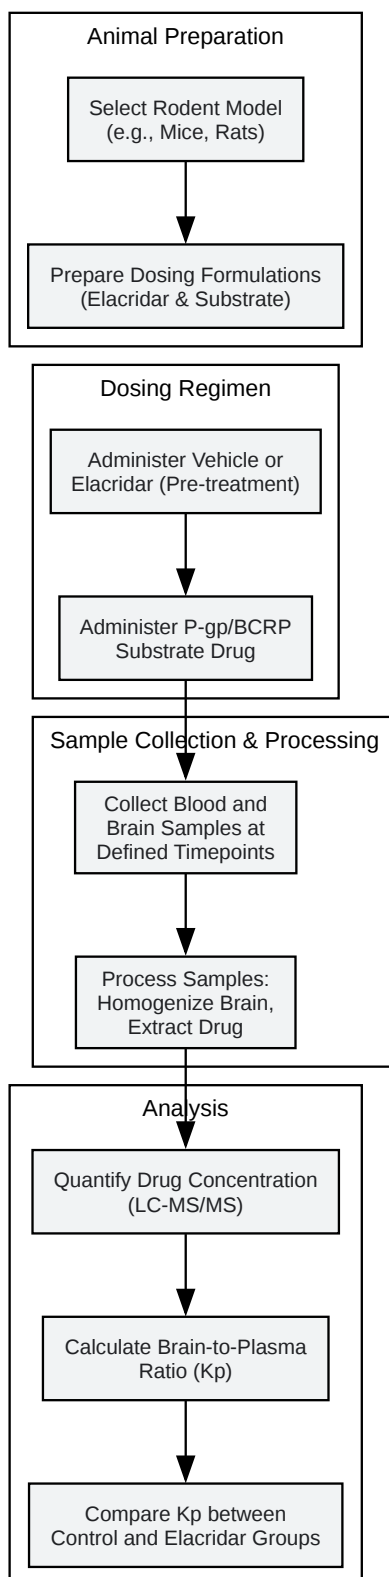 Animal Preparation
Select Rodent Model
(e.g., Mice, Rats)
Prepare Dosing Formulations
(Elacridar & Substrate)
Dosing Regimen
Administer Vehicle or
Elacridar (Pre-treatment)
Administer P-gp/BCRP
Substrate Drug
Sample Collection & Processing
Collect Blood and
Brain Samples at
Defined Timepoints
Process Samples:
Homogenize Brain,
Extract Drug
Analysis
Quantify Drug Concentration
(LC-MS/MS)
Calculate Brain-to-Plasma
Ratio (Kp)
Compare Kp between
Control and Elacridar Groups